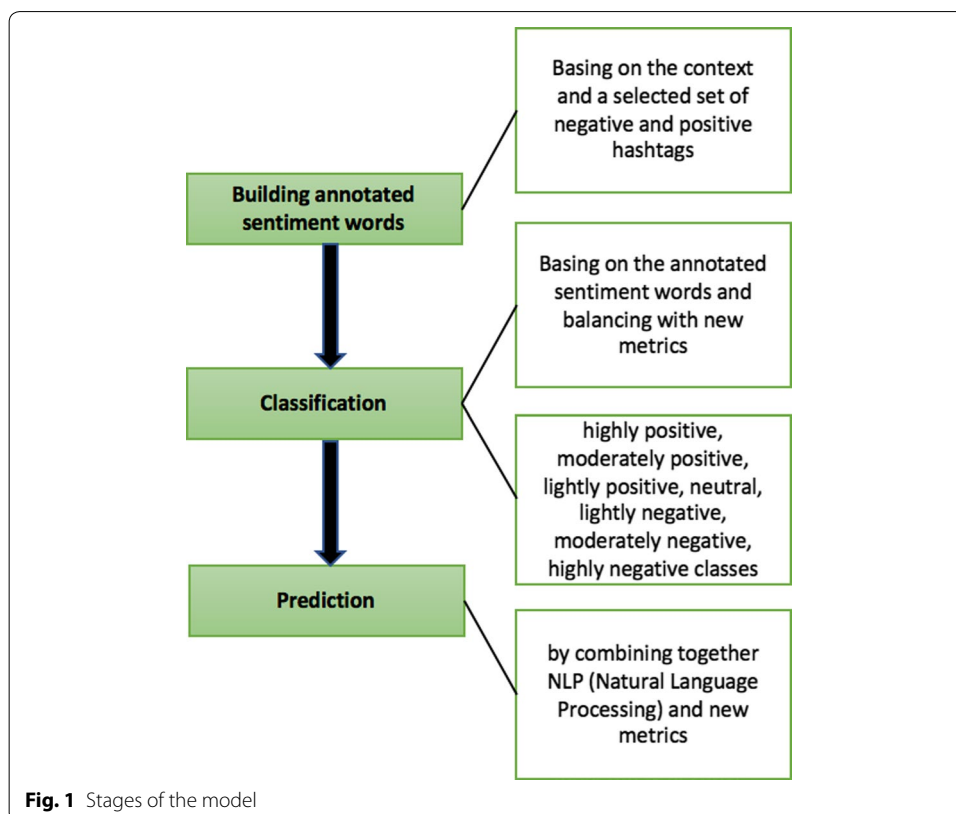 Basing on the context
and a selected set of
negative and positive
hashtags
Building annotated
sentiment words
Basing on the annotated
sentiment words and
balancing with new
metrics
Classification
highly positive,
moderately positive,
lightly positive, neutral,
lightly negative,
moderately negative,
highly negative classes
Prediction
by combining together
NLP (Natural Language
Processing) and new
metrics
Fig. 1 Stages of the model